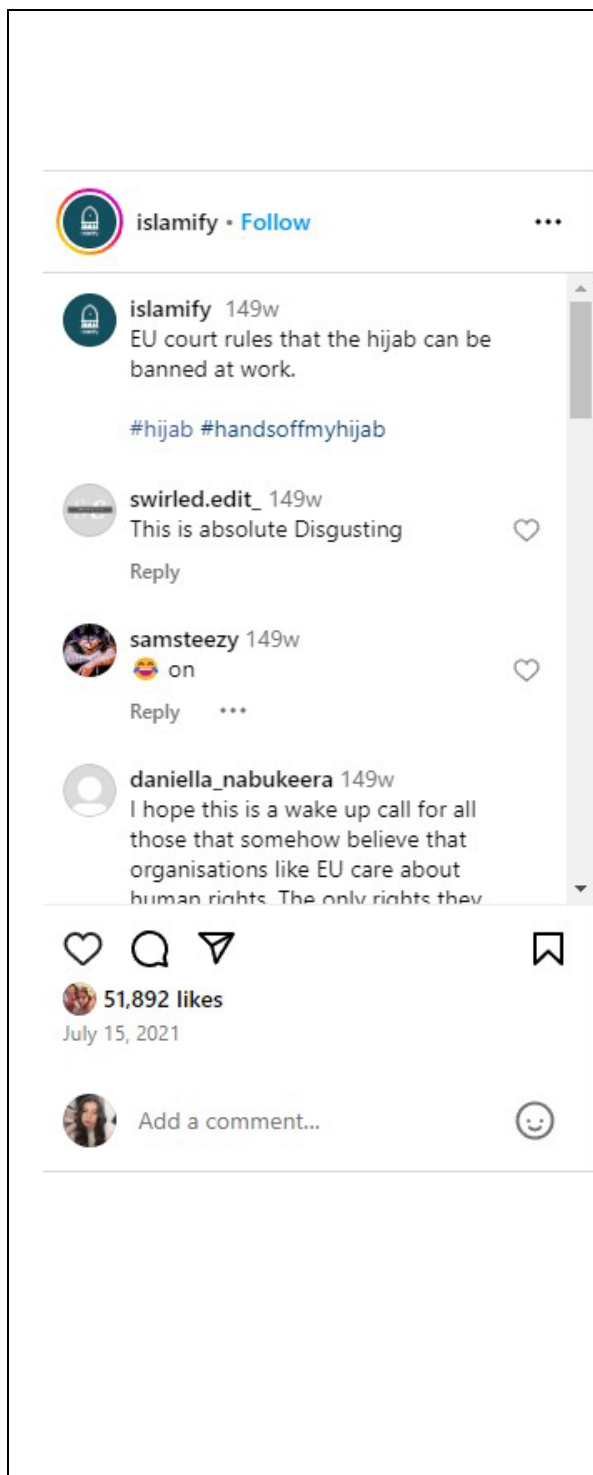 islamify • Follow
islamify 149w
EU court rules that the hijab can be
banned at work.
#hijab #handsoffmyhijab
swirled.edit_ 149w
This is absolute Disgusting
Reply
samsteezy 149w
😂 on
Reply
daniella_nabukeera 149w
I hope this is a wake up call for all
those that somehow believe that
organisations like EU care about
human rights. The only rights they
51,892 likes
July 15, 2021
Add a comment...